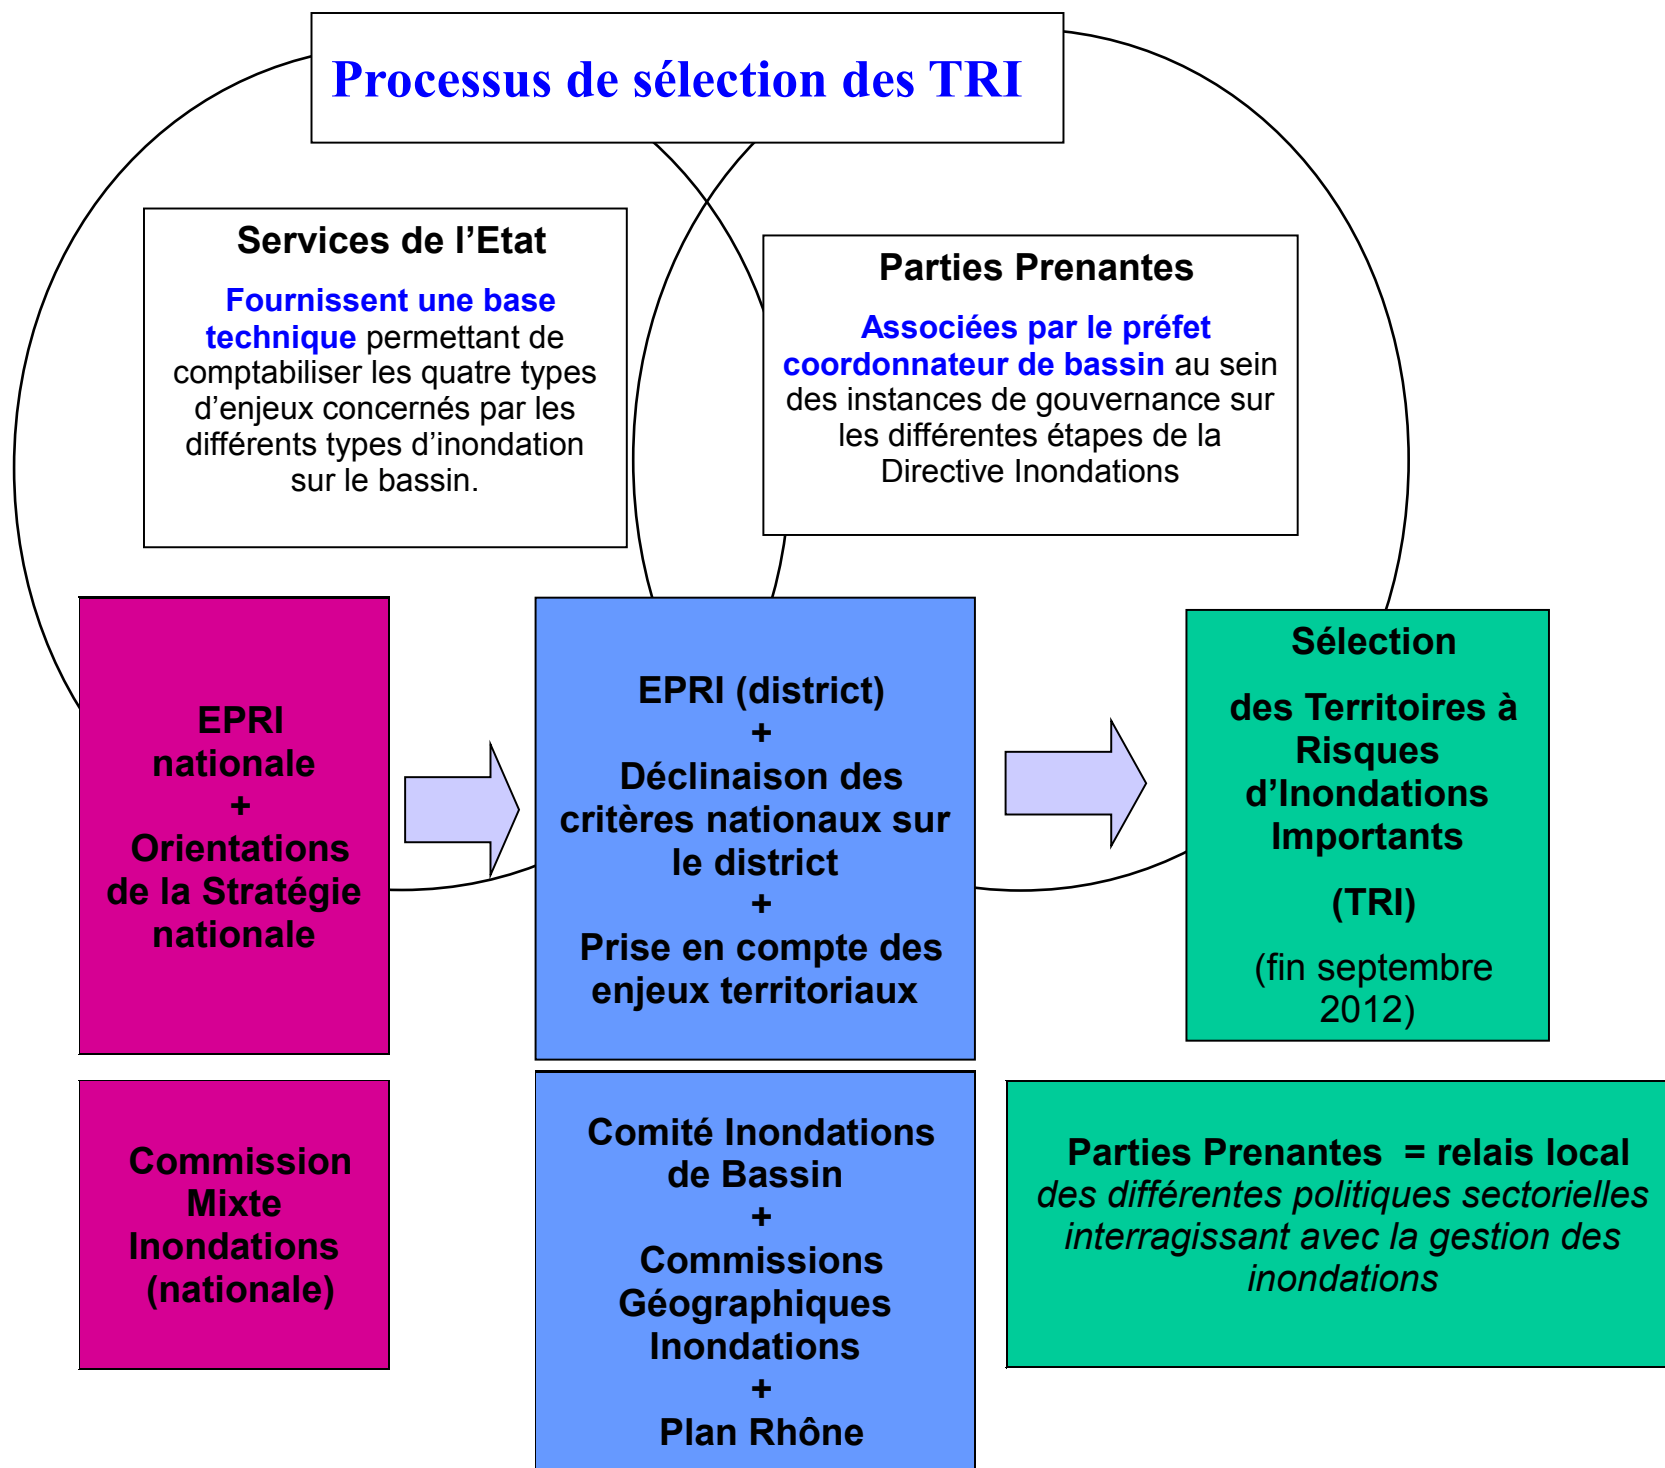 Processus de sélection des TRI
Services de l'Etat
Fournissent une base
technique permettant de
comptabiliser les quatre types
d'enjeux concernés par les
différents types d'inondation
sur le bassin.
Parties Prenantes
Associées par le préfet
coordonnateur de bassin au sein
des instances de gouvernance sur
les différentes étapes de la
Directive Inondations
EPRI
nationale
+
Orientations
de la Stratégie
nationale
EPRI (district)
+
Déclinaison des
critères nationaux sur
le district
+
Prise en compte des
enjeux territoriaux
Sélection
des Territoires à
Risques
d'Inondations
Importants
(TRI)
(fin septembre
2012)
Commission
Mixte
Inondations
(nationale)
Comité Inondations
de Bassin
+
Commissions
Géographiques
Inondations
+
Plan Rhône
Parties Prenantes = relais local
des différentes politiques sectorielles
interragissant avec la gestion des
inondations